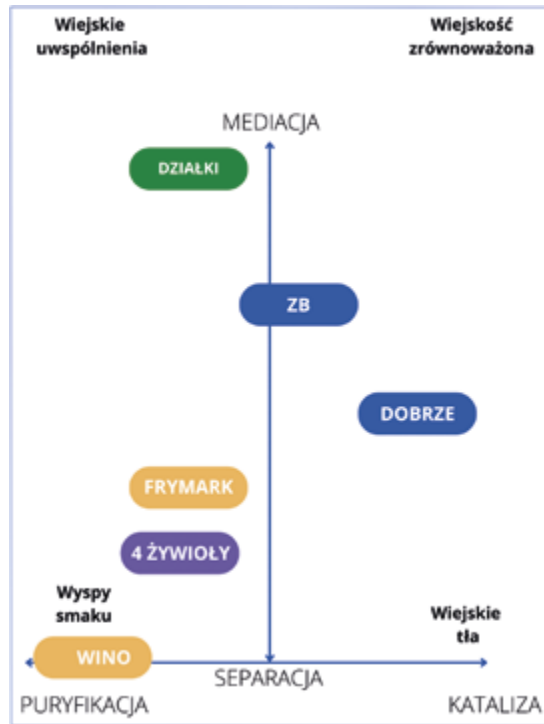 Wiejskie
uwspólnienia
Wiejskość
zrównoważona
MEDIACJA
DZIAŁKI
ZB
DOBRZE
FRYMARK
4 ŻYWIOŁY
Wyspy
smaku
Wiejskie
tła
WINO
SEPARACJA
PURYFIKACJA
KATALIZA